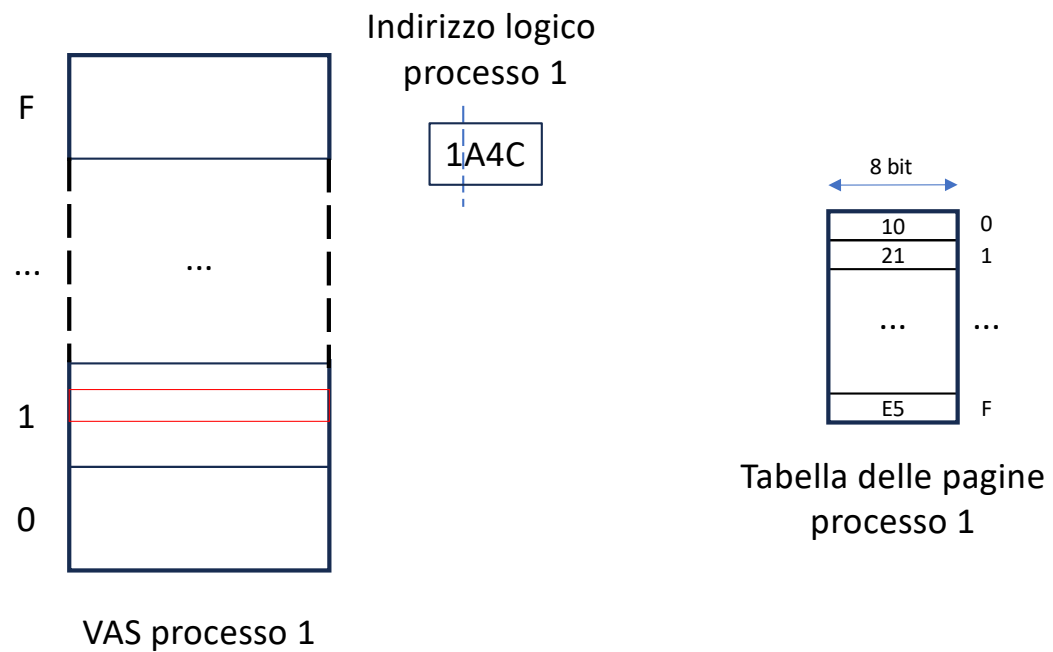 Indirizzo logico
processo 1
F
1A4C
8 bit
10 0
21 1
... ...
... ...
E5 F
1
0
Tabella delle pagine
processo 1
VAS processo 1